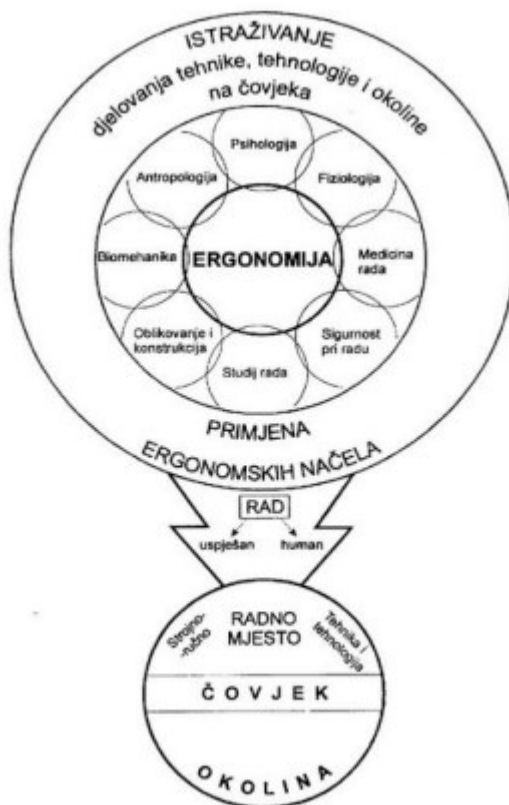 ISTRAŽIVANJE
djelovanja tehnike, tehnologije i okoline
na čovjeka
Psihologija
Antropologija
Fiziologija
Biomehanika
ERGONOMIJA
Medicina
rada
Oblikovanje i
konstrukcija
Sigurnost
pri radu
Studij rada
PRIMJENA
ERGONOMSKIH NAČELA
RAD
uspješan
human
Strojno-
-ručno
RADNO
MJESTO
Tehnika i
tehnologija
ČOVJEK
OKOLINA